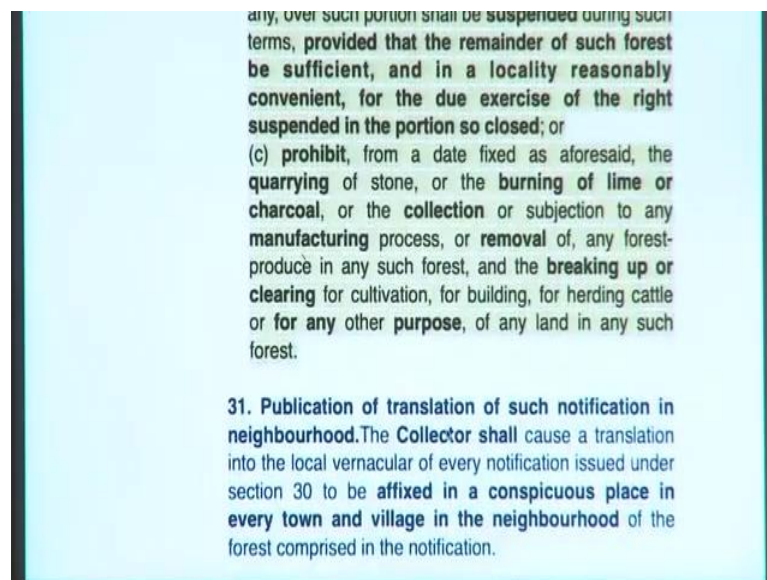 any, over such portion shall be suspended during such
terms, provided that the remainder of such forest
be sufficient, and in a locality reasonably
convenient, for the due exercise of the right
suspended in the portion so closed; or
(c) prohibit, from a date fixed as aforesaid, the
quarrying of stone, or the burning of lime or
charcoal, or the collection or subjection to any
manufacturing process, or removal of, any forest-
produce in any such forest, and the breaking up or
clearing for cultivation, for building, for herding cattle
or for any other purpose, of any land in any such
forest.
31. Publication of translation of such notification in
neighbourhood.The Collector shall cause a translation
into the local vernacular of every notification issued under
section 30 to be affixed in a conspicuous place in
every town and village in the neighbourhood of the
forest comprised in the notification.